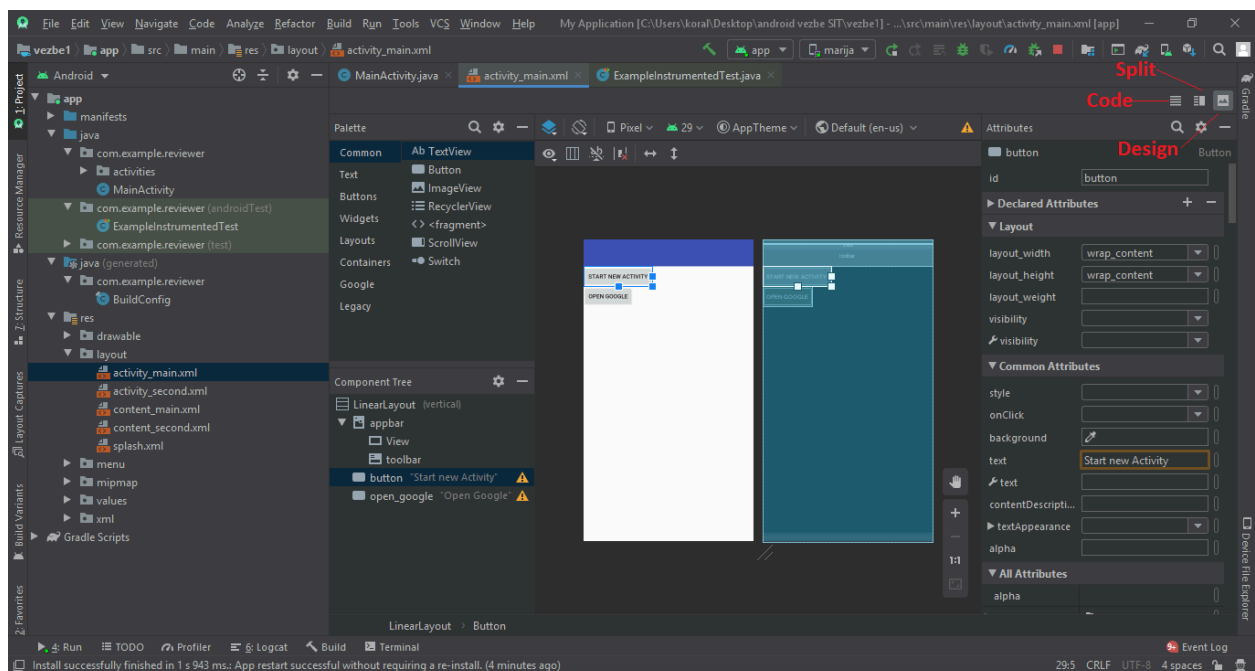 File Edit View Navigate Code Analyze Refactor Build Run Tools VCS Window Help My Application [C:\Users\koral\Desktop\android vezbe SIT\vezbe1] - ...\src\main\res\layout\activity_main.xml [app]
vezbe1 app src main res layout activity_main.xml app marija
1: Project
Resource Manager
7: Structure
Layout Captures
Build Variants
2: Favorites
Android
app
manifests
java
com.example.reviewer
activities
MainActivity
com.example.reviewer (androidTest)
ExampleInstrumentedTest
com.example.reviewer (test)
java (generated)
com.example.reviewer
BuildConfig
res
drawable
layout
activity_main.xml
activity_second.xml
content_main.xml
content_second.xml
splash.xml
menu
mipmap
values
xml
Gradle Scripts
MainActivity.java activity_main.xml ExampleInstrumentedTest.java
Split
Code
Design
Palette
Common
Text
Buttons
Widgets
Layouts
Containers
Google
Legacy
Ab TextView
Button
ImageView
RecyclerView
<fragment>
ScrollView
Switch
Component Tree
LinearLayout (vertical)
appbar
View
toolbar
button "Start new Activity"
open_google "Open Google"
Pixel 29 AppTheme Default (en-us)
START NEW ACTIVITY
OPEN GOOGLE
START NEW ACTIVITY
OPEN GOOGLE
1:1
LinearLayout Button
Attributes
button Button
id button
Declared Attributes
Layout
layout_width wrap_content
layout_height wrap_content
layout_weight
visibility
visibility
Common Attributes
style
onClick
background
text Start new Activity
text
contentDescripti...
textAppearance
alpha
All Attributes
alpha
Gradle
Device File Explorer
4: Run TODO Profiler 6: Logcat Build Terminal Event Log
Install successfully finished in 1 s 943 ms.: App restart successful without requiring a re-install. (4 minutes ago) 29:5 CRLF UTF-8 4 spaces